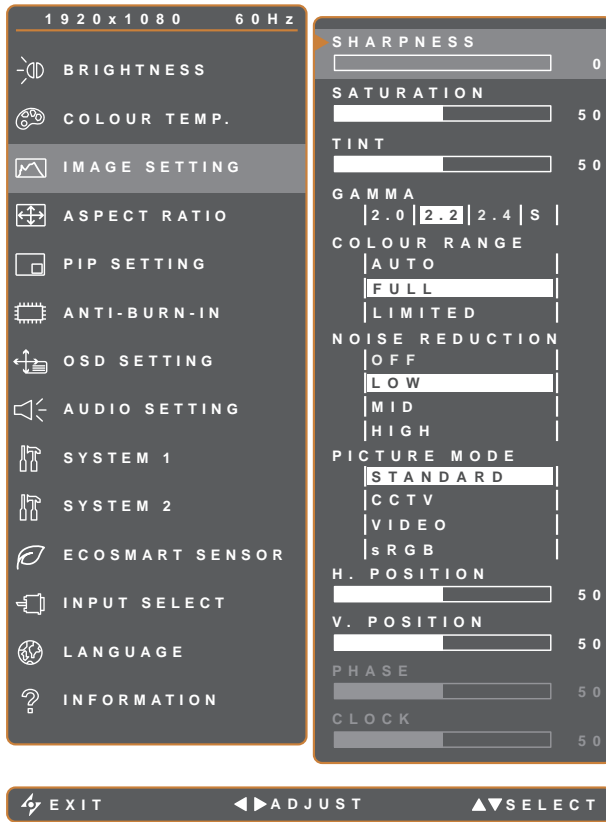 1920x1080 60Hz
BRIGHTNESS
COLOUR TEMP.
IMAGE SETTING
ASPECT RATIO
PIP SETTING
ANTI-BURN-IN
OSD SETTING
AUDIO SETTING
SYSTEM 1
SYSTEM 2
ECOSMART SENSOR
INPUT SELECT
LANGUAGE
INFORMATION
SHARPNESS
0
SATURATION
50
TINT
50
GAMMA
2.0 2.2 2.4 S
COLOUR RANGE
AUTO
FULL
LIMITED
NOISE REDUCTION
OFF
LOW
MID
HIGH
PICTURE MODE
STANDARD
CCTV
VIDEO
sRGB
H. POSITION
50
V. POSITION
50
PHASE
50
CLOCK
50
EXIT ADJUST SELECT